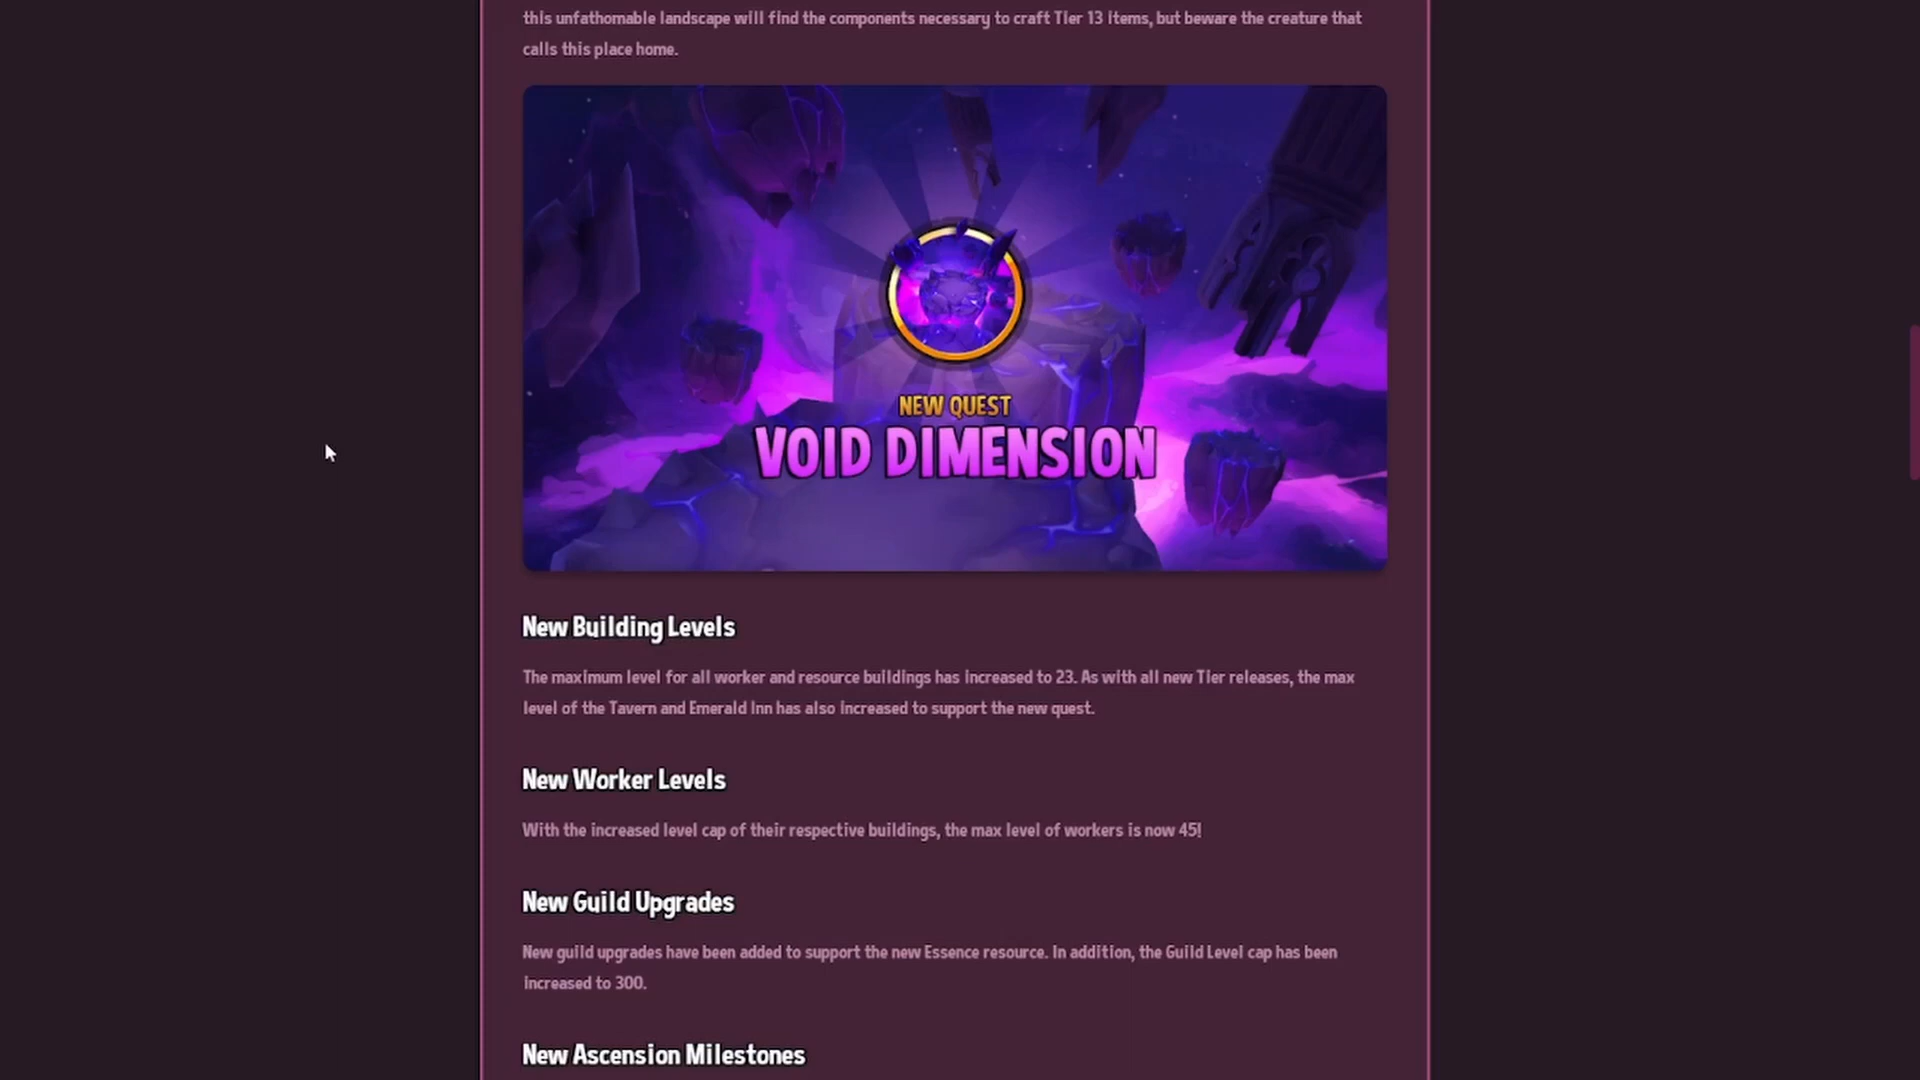 this unfathomable landscape will find the components necessary to craft Tier 13 items, but beware the creature that
calls this place home.
NEW QUEST
VOID DIMENSION
New Building Levels
The maximum level for all worker and resource buildings has increased to 23. As with all new Tier releases, the max
level of the Tavern and Emerald Inn has also increased to support the new quest.
New Worker Levels
With the increased level cap of their respective buildings, the max level of workers is now 45!
New Guild Upgrades
New guild upgrades have been added to support the new Essence resource. In addition, the Guild Level cap has been
increased to 300.
New Ascension Milestones